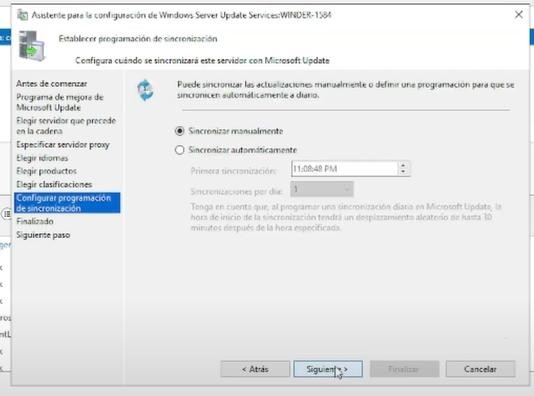 Asistente para la configuración de Windows Server Update Services:WINDER-1584
Establecer programación de sincronización
Configura cuándo se sincronizará este servidor con Microsoft Update
Antes de comenzar
Programa de mejora de
Microsoft Update
Elegir servidor que precede
en la cadena
Especificar servidor proxy
Elegir idiomas
Elegir productos
Elegir clasificaciones
Configurar programación
de sincronización
Finalizado
Siguiente paso
Puede sincronizar las actualizaciones manualmente o definir una programación para que se
sincronicen automáticamente a diario.
Sincronizar manualmente
Sincronizar automáticamente
Primera sincronización:
11:08:48 PM
Sincronizaciones por día:
1
Tenga en cuenta que, al programar una sincronización diaria en Microsoft Update, la
hora de inicio de la sincronización tendrá un desplazamiento aleatorio de hasta 30
minutos después de la hora especificada.
< Atrás
Siguiente >
Finalizar
Cancelar